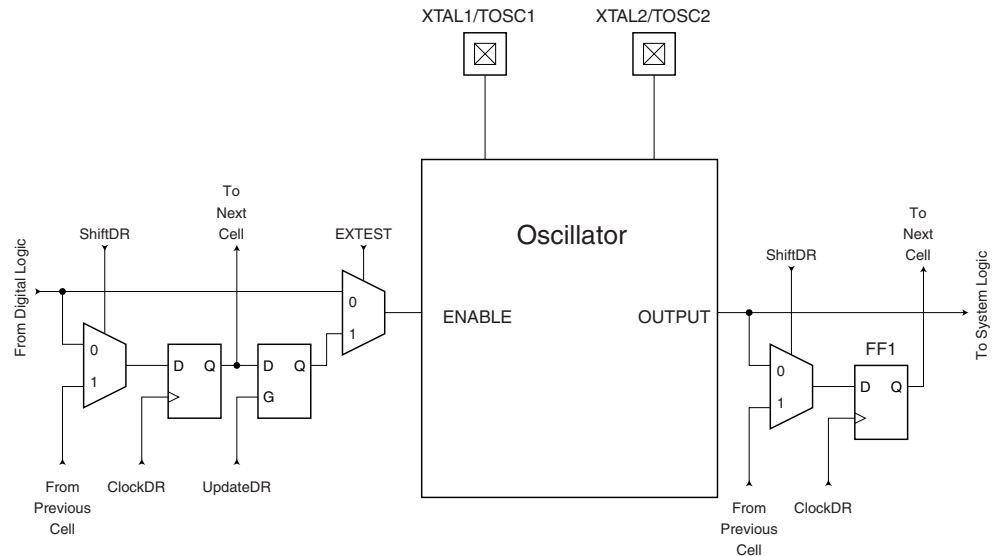 XTAL1/TOSC1
XTAL2/TOSC2
To
Next
Cell
ShiftDR
EXTEST
From Digital Logic
Oscillator
To
Next
Cell
ShiftDR
To System Logic
0
1
ENABLE
OUTPUT
FF1
0
1
D Q
D Q
G
0
1
D Q
From
Previous
Cell
ClockDR
UpdateDR
From
Previous
Cell
ClockDR